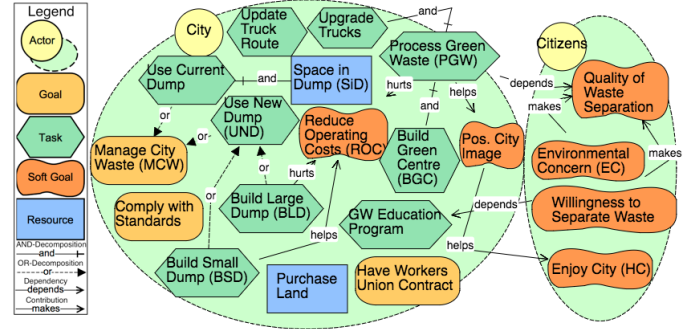 Legend
Actor
Goal
Task
Soft Goal
Resource
AND-Decomposition
and
OR-Decomposition
or
Dependency
depends
Contribution
makes
City
Update
Truck
Route
Upgrade
Trucks
and
Process Green
Waste (PGW)
Use Current
Dump
and
Space in
Dump (SiD)
hurts
helps
and
or
Use New
Dump
(UND)
Reduce
Operating
Costs (ROC)
Build
Green
Centre
(BGC)
Pos. City
Image
or
Manage City
Waste (MCW)
or
or
hurts
Comply with
Standards
Build Large
Dump (BLD)
GW Education
Program
helps
helps
Build Small
Dump (BSD)
Purchase
Land
Have Workers
Union Contract
Citizens
depends
makes
Quality of
Waste
Separation
Environmental
Concern (EC)
makes
depends
Willingness to
Separate Waste
Enjoy City (HC)